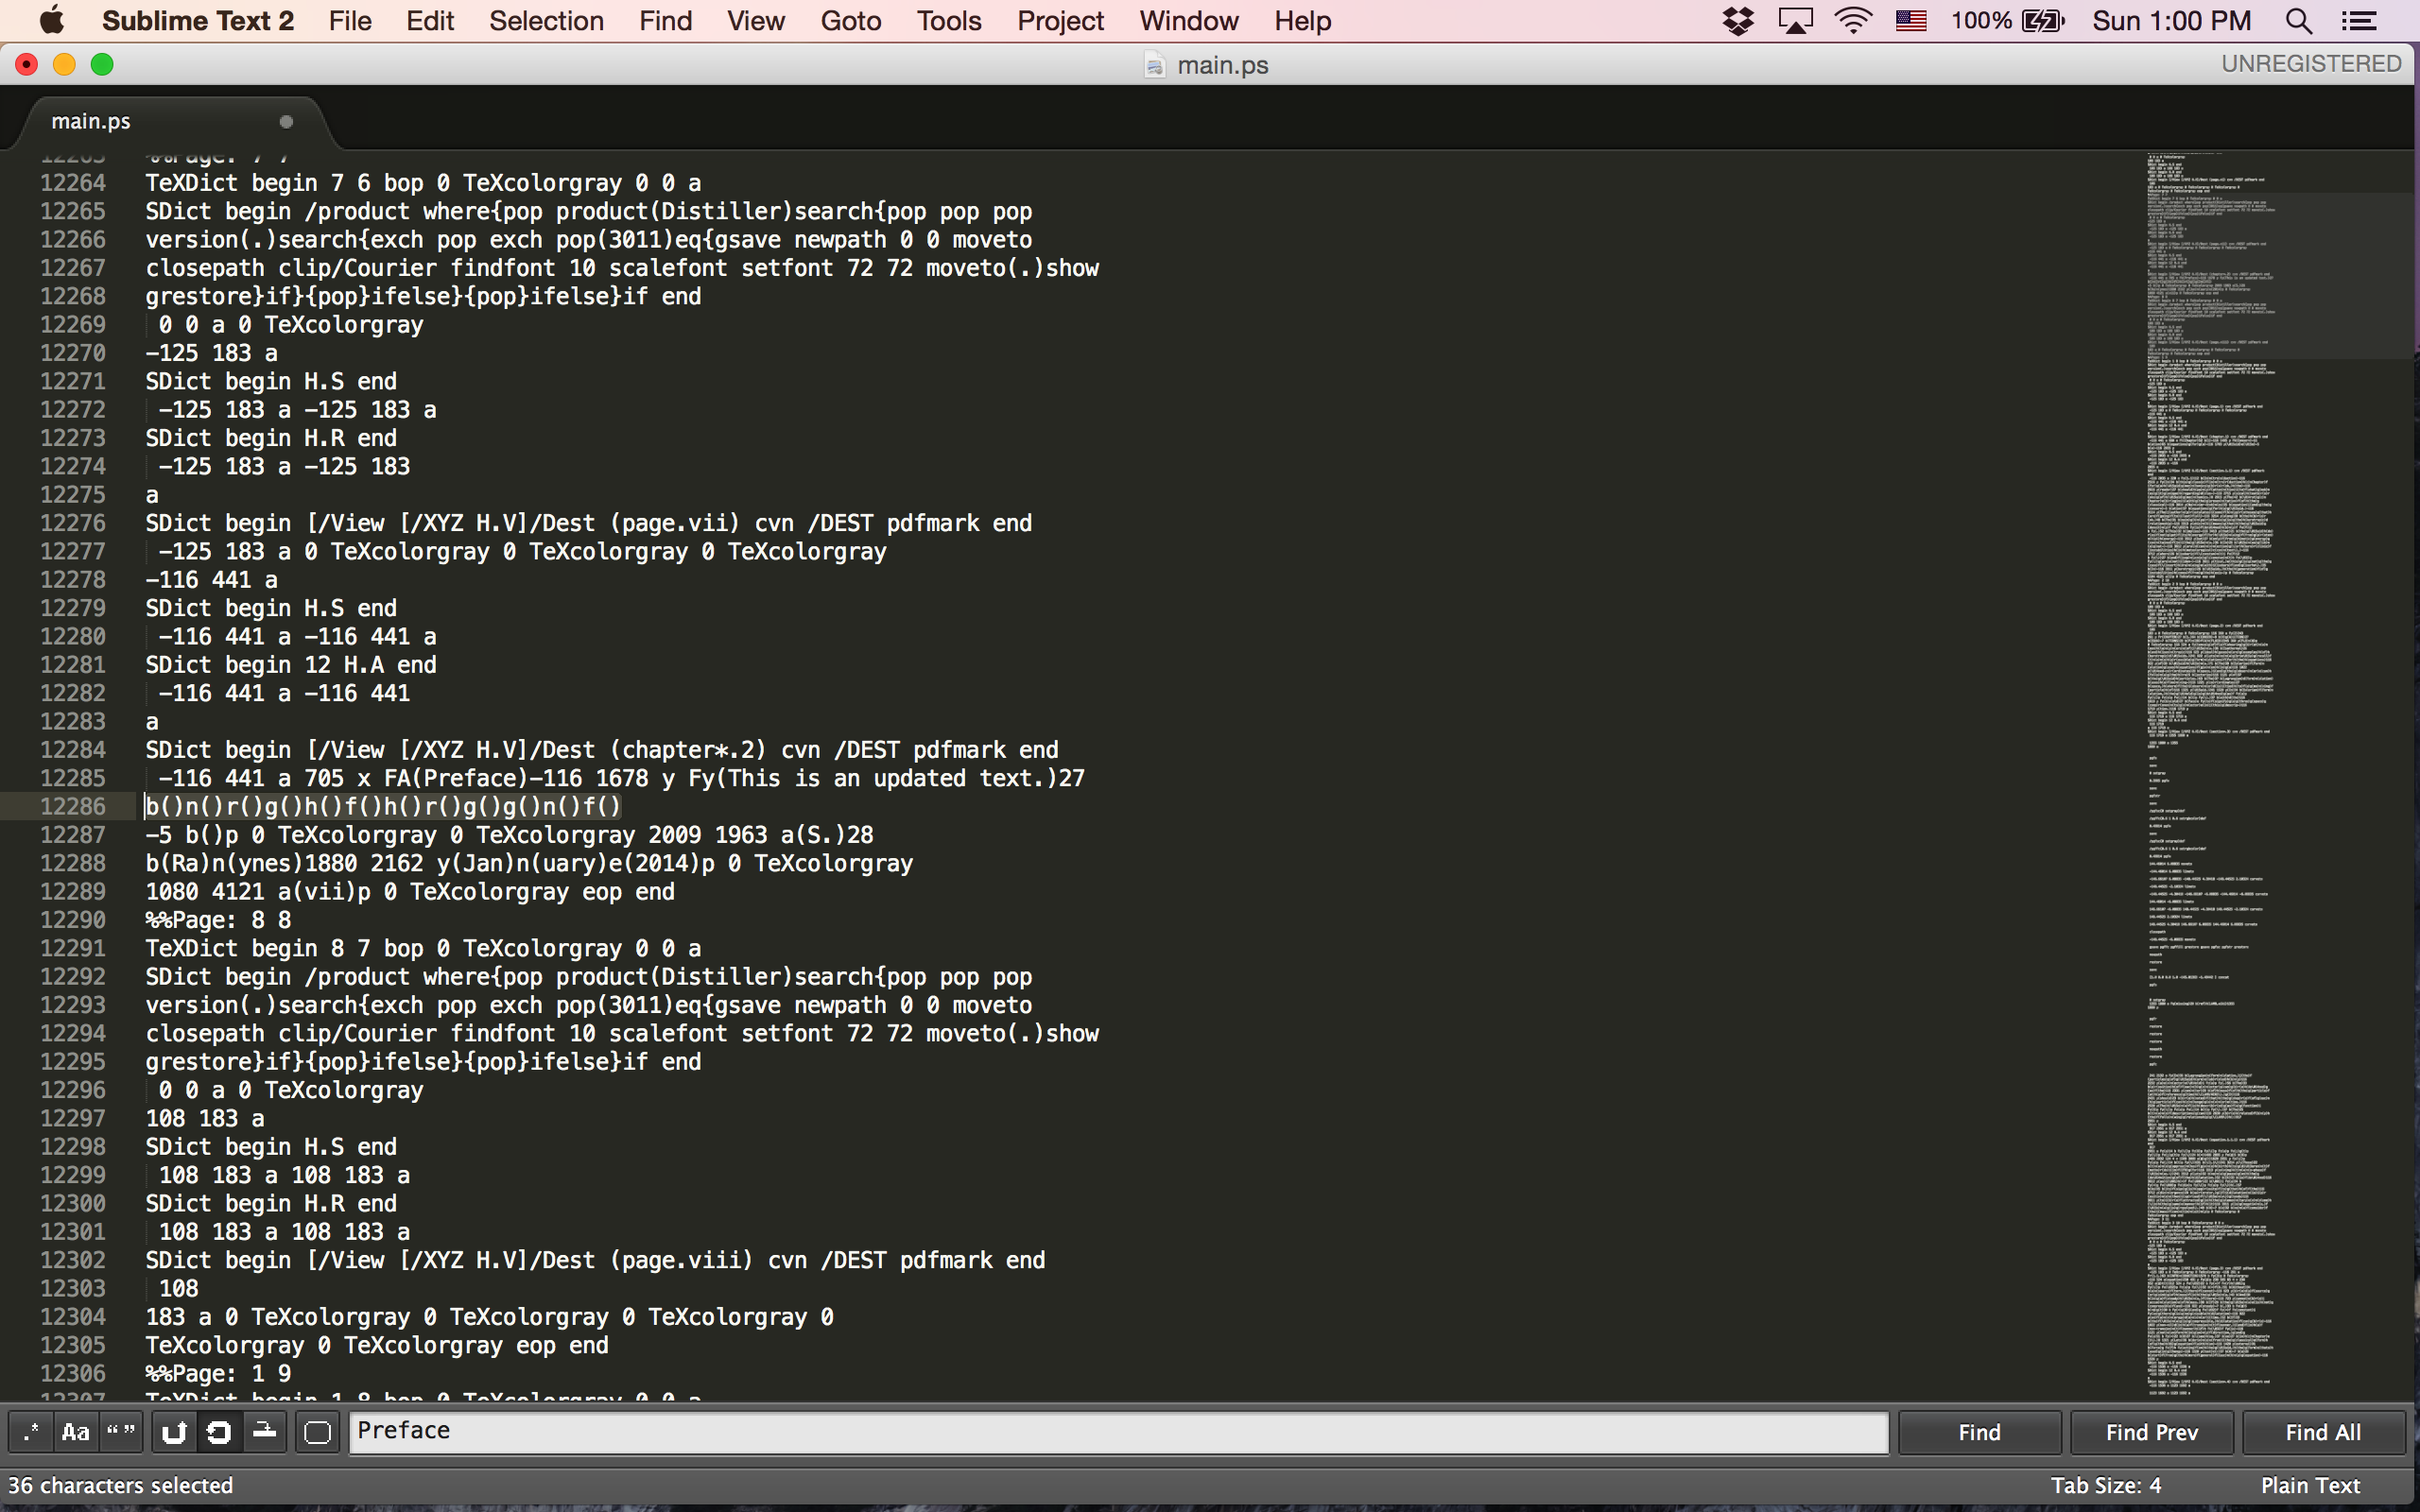 Sublime Text 2 File Edit Selection Find View Goto Tools Project Window Help 100% Sun 1:00 PM
main.ps UNREGISTERED
main.ps
12263 %%Page: 7 7
12264 TeXDict begin 7 6 bop 0 TeXcolorgray 0 0 a
12265 SDict begin /product where{pop product(Distiller)search{pop pop pop
12266 version(.)search{exch pop exch pop(3011)eq{gsave newpath 0 0 moveto
12267 closepath clip/Courier findfont 10 scalefont setfont 72 72 moveto(.)show
12268 grestore}if}{pop}ifelse}{pop}ifelse}if end
12269  0 0 a 0 TeXcolorgray
12270 -125 183 a
12271 SDict begin H.S end
12272  -125 183 a -125 183 a
12273 SDict begin H.R end
12274  -125 183 a -125 183
12275 a
12276 SDict begin [/View [/XYZ H.V]/Dest (page.vii) cvn /DEST pdfmark end
12277  -125 183 a 0 TeXcolorgray 0 TeXcolorgray 0 TeXcolorgray
12278 -116 441 a
12279 SDict begin H.S end
12280  -116 441 a -116 441 a
12281 SDict begin 12 H.A end
12282  -116 441 a -116 441
12283 a
12284 SDict begin [/View [/XYZ H.V]/Dest (chapter*.2) cvn /DEST pdfmark end
12285  -116 441 a 705 x FA(Preface)-116 1678 y Fy(This is an updated text.)27
12286 b()n()r()g()h()f()h()r()g()g()n()f()
12287 -5 b()p 0 TeXcolorgray 0 TeXcolorgray 2009 1963 a(S.)28
12288 b(Ra)n(ynes)1880 2162 y(Jan)n(uary)e(2014)p 0 TeXcolorgray
12289 1080 4121 a(vii)p 0 TeXcolorgray eop end
12290 %%Page: 8 8
12291 TeXDict begin 8 7 bop 0 TeXcolorgray 0 0 a
12292 SDict begin /product where{pop product(Distiller)search{pop pop pop
12293 version(.)search{exch pop exch pop(3011)eq{gsave newpath 0 0 moveto
12294 closepath clip/Courier findfont 10 scalefont setfont 72 72 moveto(.)show
12295 grestore}if}{pop}ifelse}{pop}ifelse}if end
12296  0 0 a 0 TeXcolorgray
12297 108 183 a
12298 SDict begin H.S end
12299  108 183 a 108 183 a
12300 SDict begin H.R end
12301  108 183 a 108 183 a
12302 SDict begin [/View [/XYZ H.V]/Dest (page.viii) cvn /DEST pdfmark end
12303  108
12304 183 a 0 TeXcolorgray 0 TeXcolorgray 0 TeXcolorgray 0
12305 TeXcolorgray 0 TeXcolorgray eop end
12306 %%Page: 1 9
12307 TeXDict begin 1 8 bop 0 TeXcolorgray 0 0 a
.* Aa “ ” Preface Find Find Prev Find All
36 characters selected Tab Size: 4 Plain Text